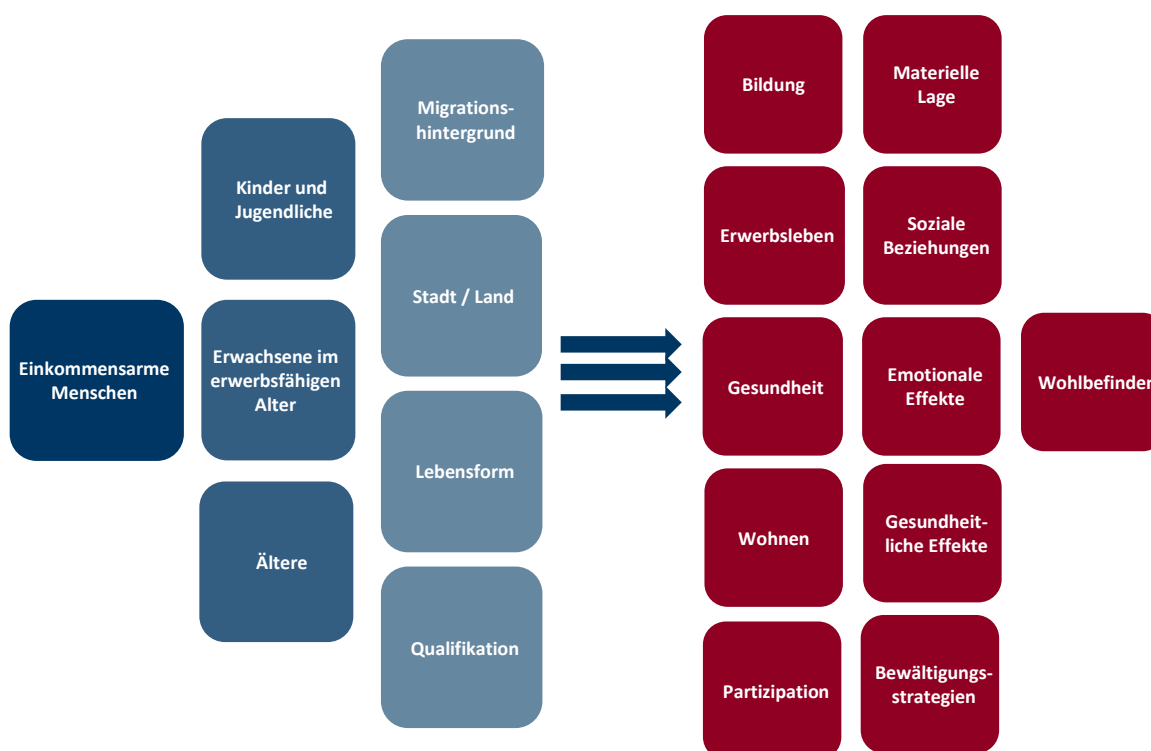 Einkommensarme
Menschen
Kinder und
Jugendliche
Erwachsene im
erwerbsfähigen
Alter
Ältere
Migrations-
hintergrund
Stadt / Land
Lebensform
Qualifikation
Bildung
Erwerbsleben
Gesundheit
Wohnen
Partizipation
Materielle
Lage
Soziale
Beziehungen
Emotionale
Effekte
Gesundheit-
liche Effekte
Bewältigungs-
strategien
Wohlbefinden